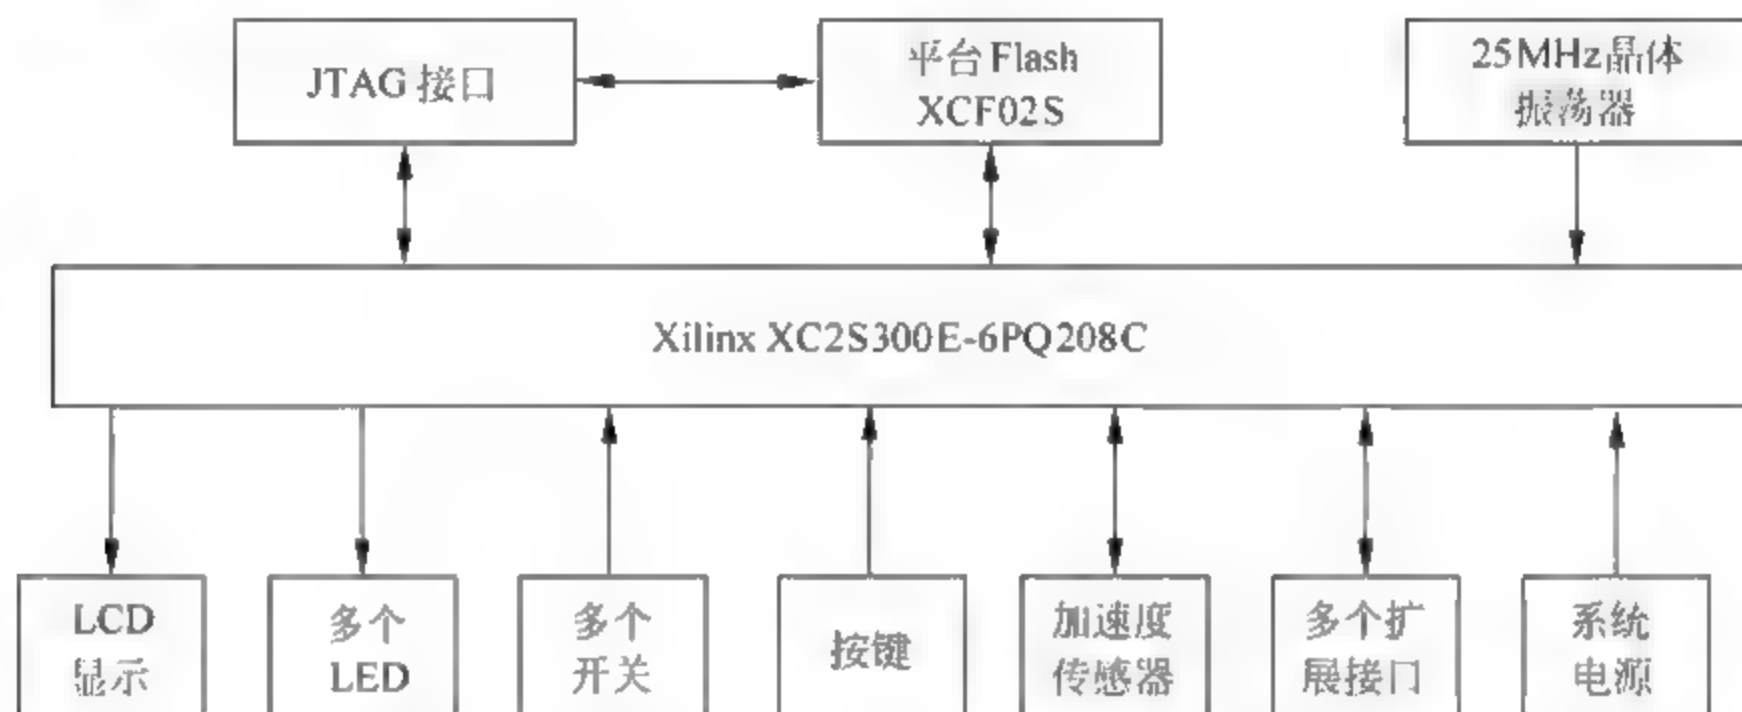 JTAG 接口
平台 Flash
XCF02S
25MHz晶体
振荡器
Xilinx XC2S300E-6PQ208C
LCD
显示
多个
LED
多个
开关
按键
加速度
传感器
多个扩
展接口
系统
电源